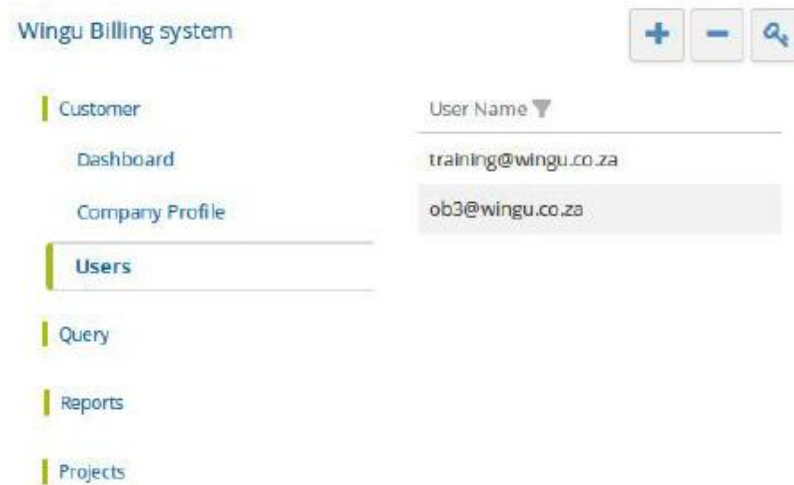 Wingu Billing system
Customer
Dashboard
Company Profile
Users
Query
Reports
Projects
User Name
training@wingu.co.za
ob3@wingu.co.za